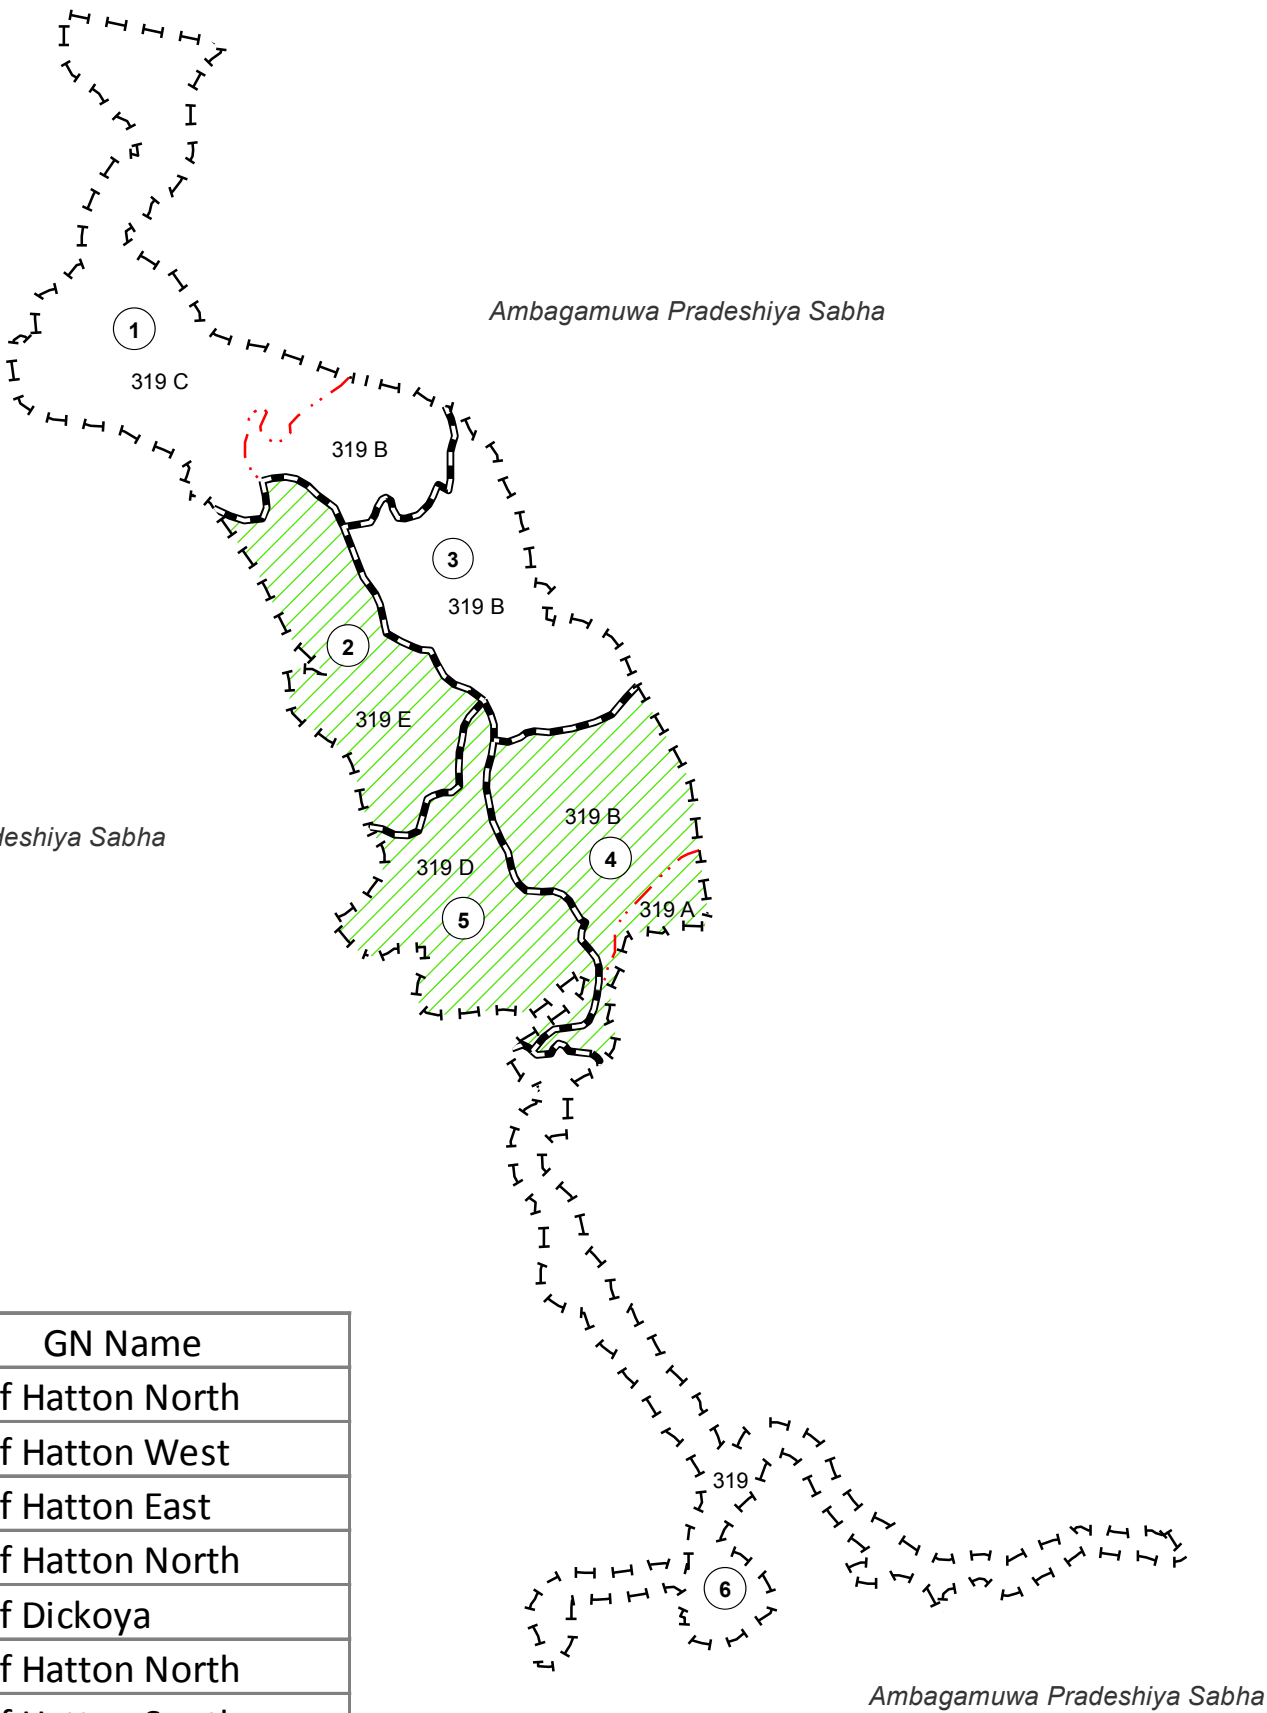 Ambagamuwa Pradeshiya Sabha
1
319 C
319 B
3
319 B
2
319 E
319 B
Sabha
4
319 D
319 A
5
GN Name
Hatton North
Hatton West
Hatton East
319
Hatton North
6
Dickoya
Hatton North
Ambagamuwa Pradeshiya Sabha